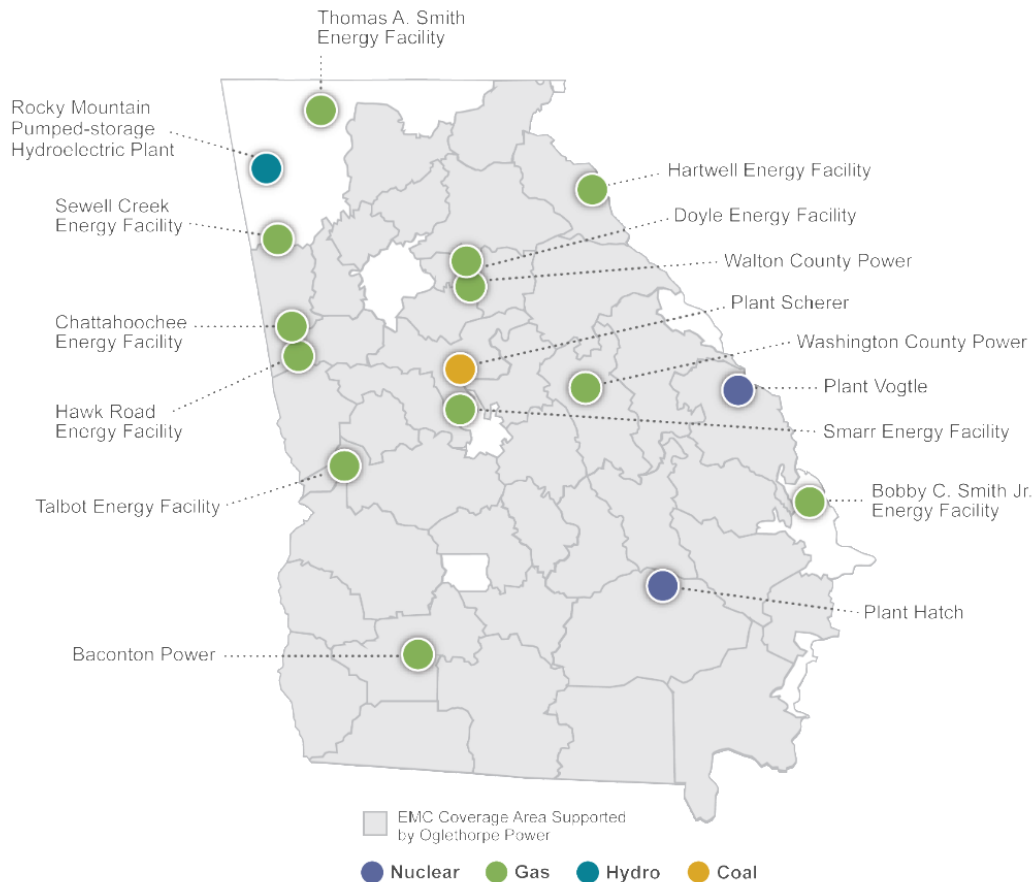 Thomas A. Smith
Energy Facility
Rocky Mountain
Pumped-storage
Hydroelectric Plant
Hartwell Energy Facility
Sewell Creek
Energy Facility
Doyle Energy Facility
Walton County Power
Plant Scherer
Chattahoochee
Energy Facility
Washington County Power
Plant Vogtle
Hawk Road
Energy Facility
Smarr Energy Facility
Talbot Energy Facility
Bobby C. Smith Jr.
Energy Facility
Plant Hatch
Baconton Power
EMC Coverage Area Supported
by Oglethorpe Power
Nuclear Gas Hydro Coal